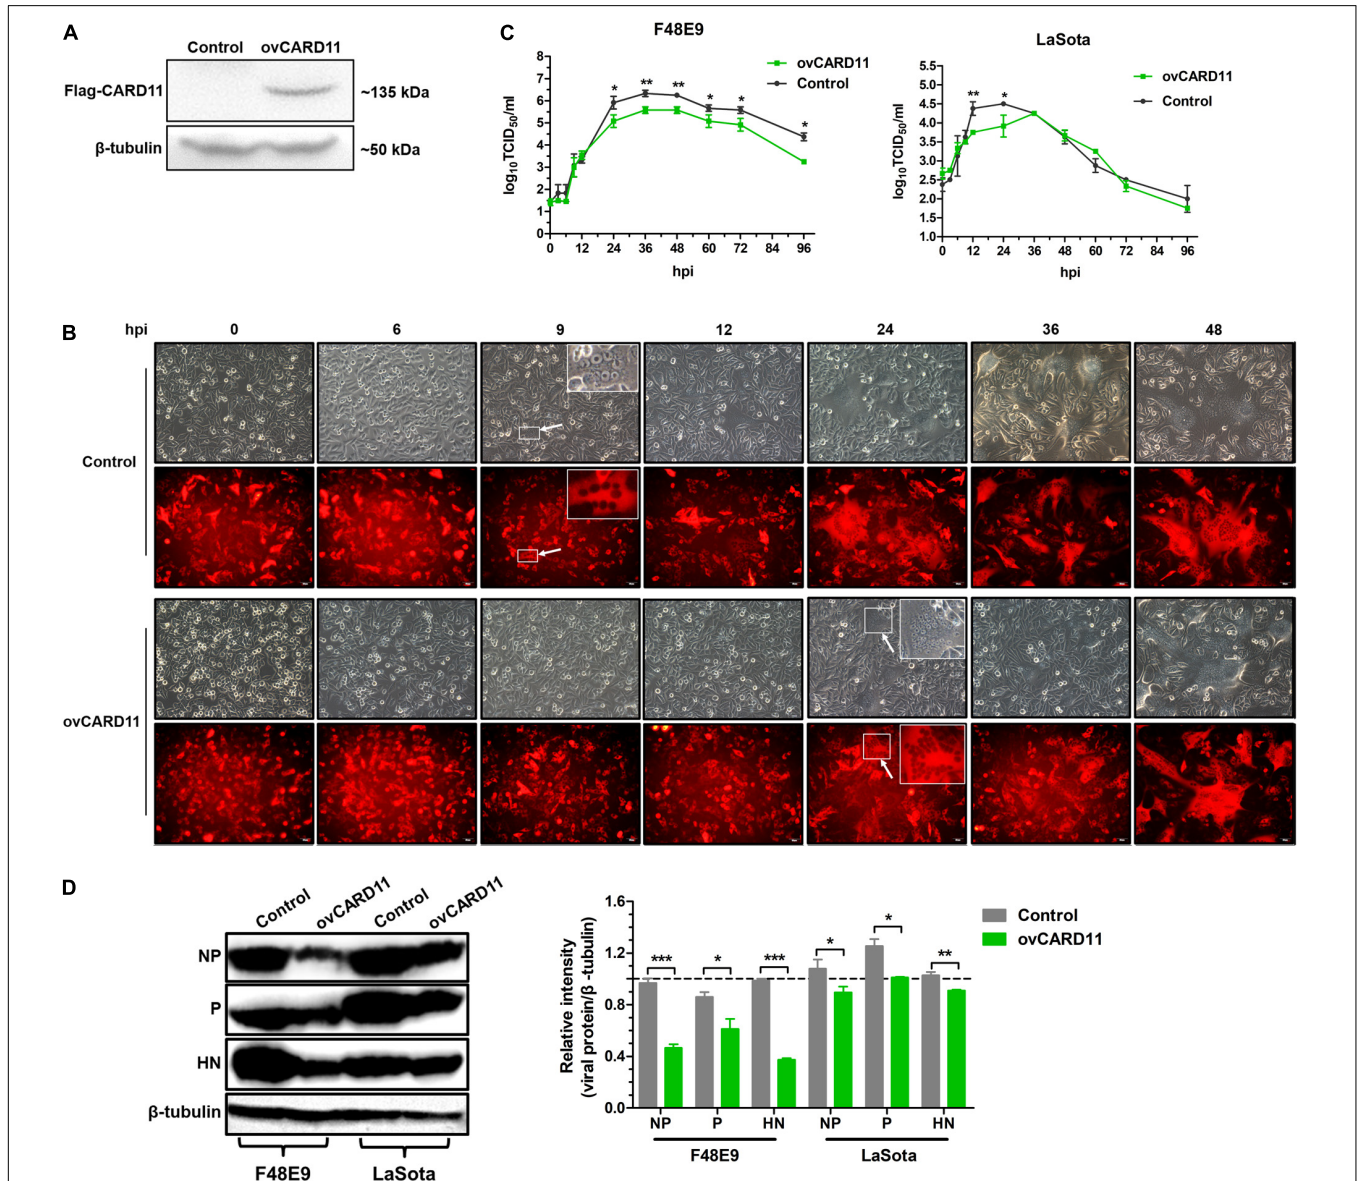 A
Control ovCARD11
Flag-CARD11
~135 kDa
β-tubulin
~50 kDa
C
F48E9
log10TCID50/ml
8
7
6
5
4
3
2
1
0
* ** ** * * *
ovCARD11
Control
0 12 24 36 48 60 72 84 96
hpi
LaSota
log10TCID50/ml
5.5
5.0
4.5
4.0
3.5
3.0
2.5
2.0
1.5
1.0
** *
ovCARD11
Control
0 12 24 36 48 60 72 84 96
hpi
B
hpi 0 6 9 12 24 36 48
Control
ovCARD11
D
Control ovCARD11 Control ovCARD11
NP
P
HN
β-tubulin
F48E9 LaSota
Relative intensity
(viral protein/β -tubulin)
1.6
1.2
0.8
0.4
0.0
*** * *** * * **
Control
ovCARD11
NP P HN NP P HN
F48E9 LaSota